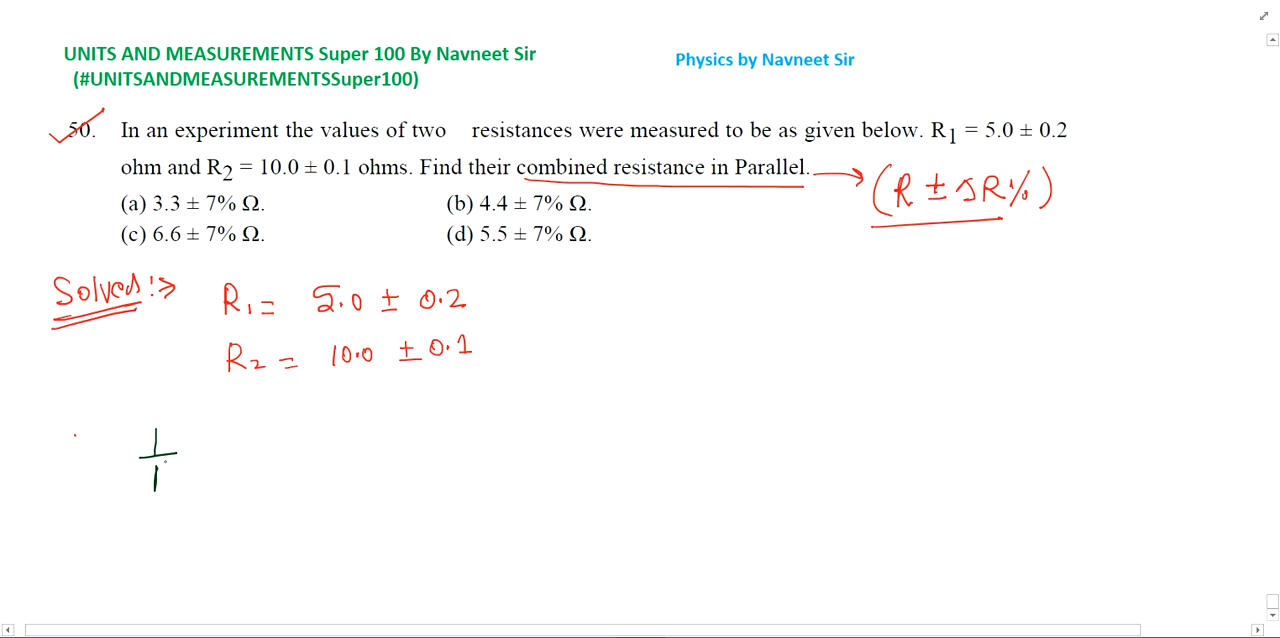 UNITS AND MEASUREMENTS Super 100 By Navneet Sir
Physics by Navneet Sir
(#UNITSANDMEASUREMENTSSuper100)
50. In an experiment the values of two resistances were measured to be as given below. R1 = 5.0 ± 0.2
ohm and R2 = 10.0 ± 0.1 ohms. Find their combined resistance in Parallel.
(R ± ΔR%)
(a) 3.3 ± 7% Ω. (b) 4.4 ± 7% Ω.
(c) 6.6 ± 7% Ω. (d) 5.5 ± 7% Ω.
Solved :⇒ R1 = 5.0 ± 0.2
R2 = 10.0 ± 0.1